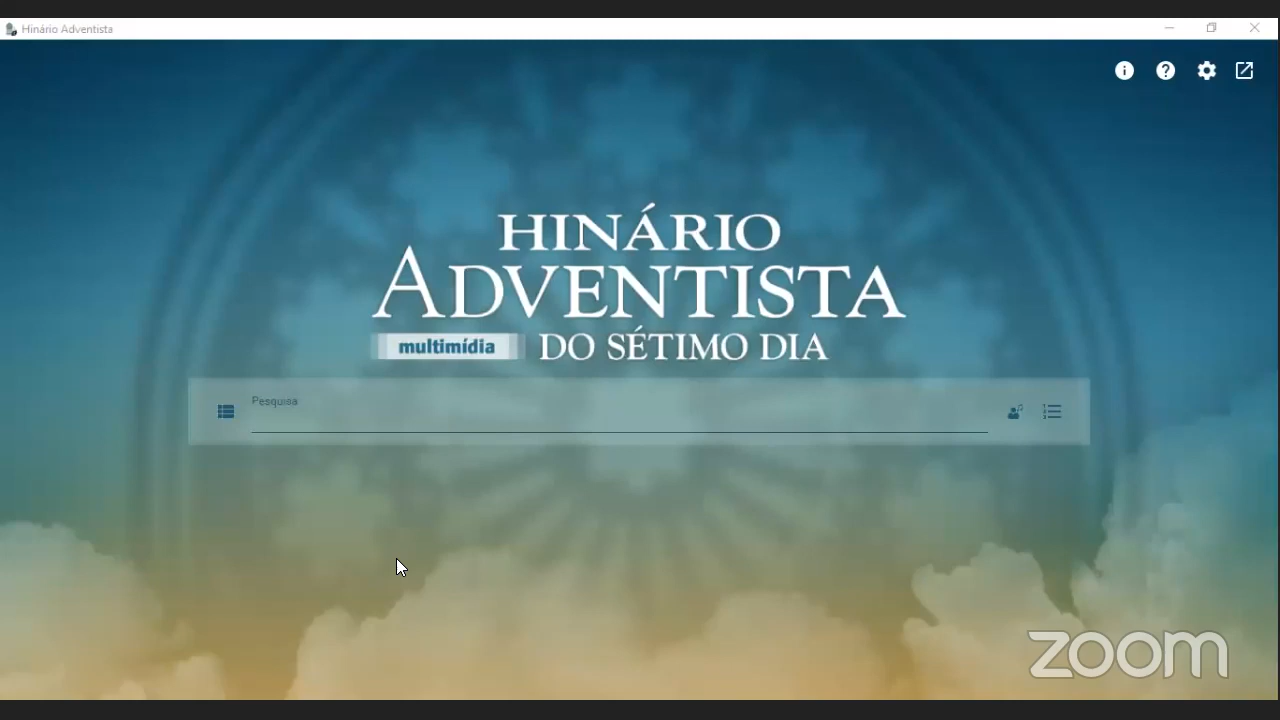 Hinário Adventista
HINÁRIO
ADVENTISTA
multimídia DO SÉTIMO DIA
Pesquisa
zoom